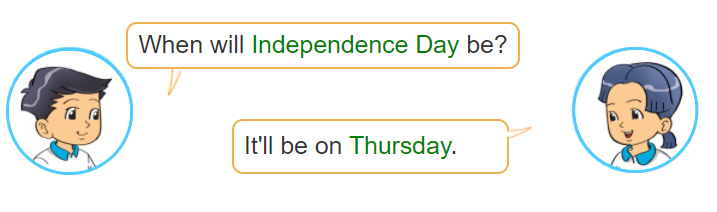 When will Independence Day be?
It'll be on Thursday.